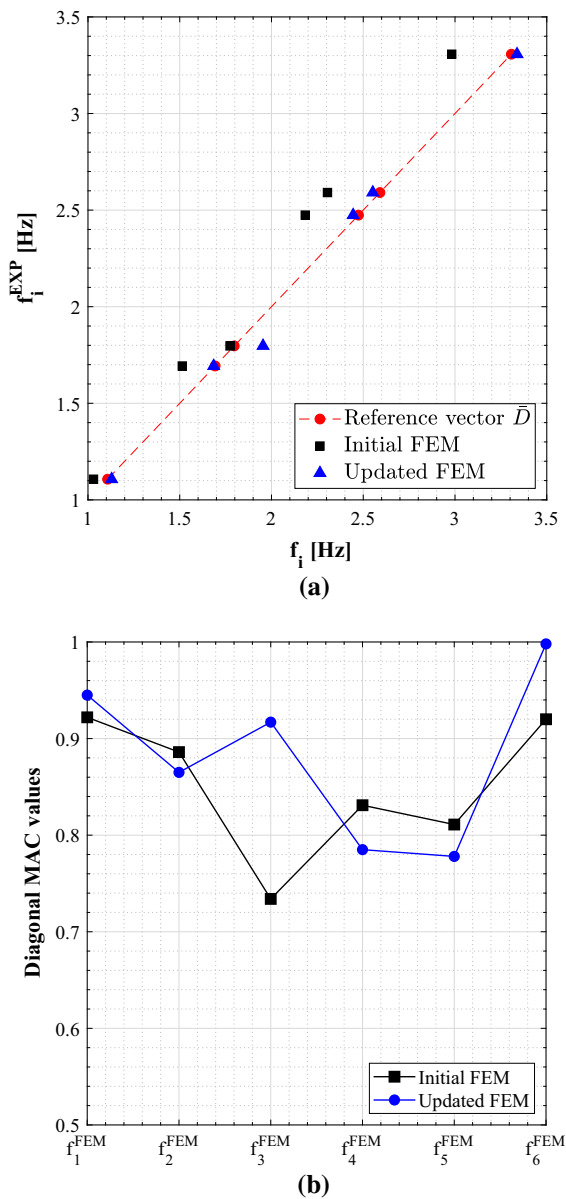 3.5
3
2.5
2
1.5
1
f_i^EXP [Hz]
1 1.5 2 2.5 3 3.5
f_i [Hz]
Reference vector D̄
Initial FEM
Updated FEM
(a)
1
0.9
0.8
0.7
0.6
0.5
Diagonal MAC values
Initial FEM
Updated FEM
f_1^FEM f_2^FEM f_3^FEM f_4^FEM f_5^FEM f_6^FEM
(b)